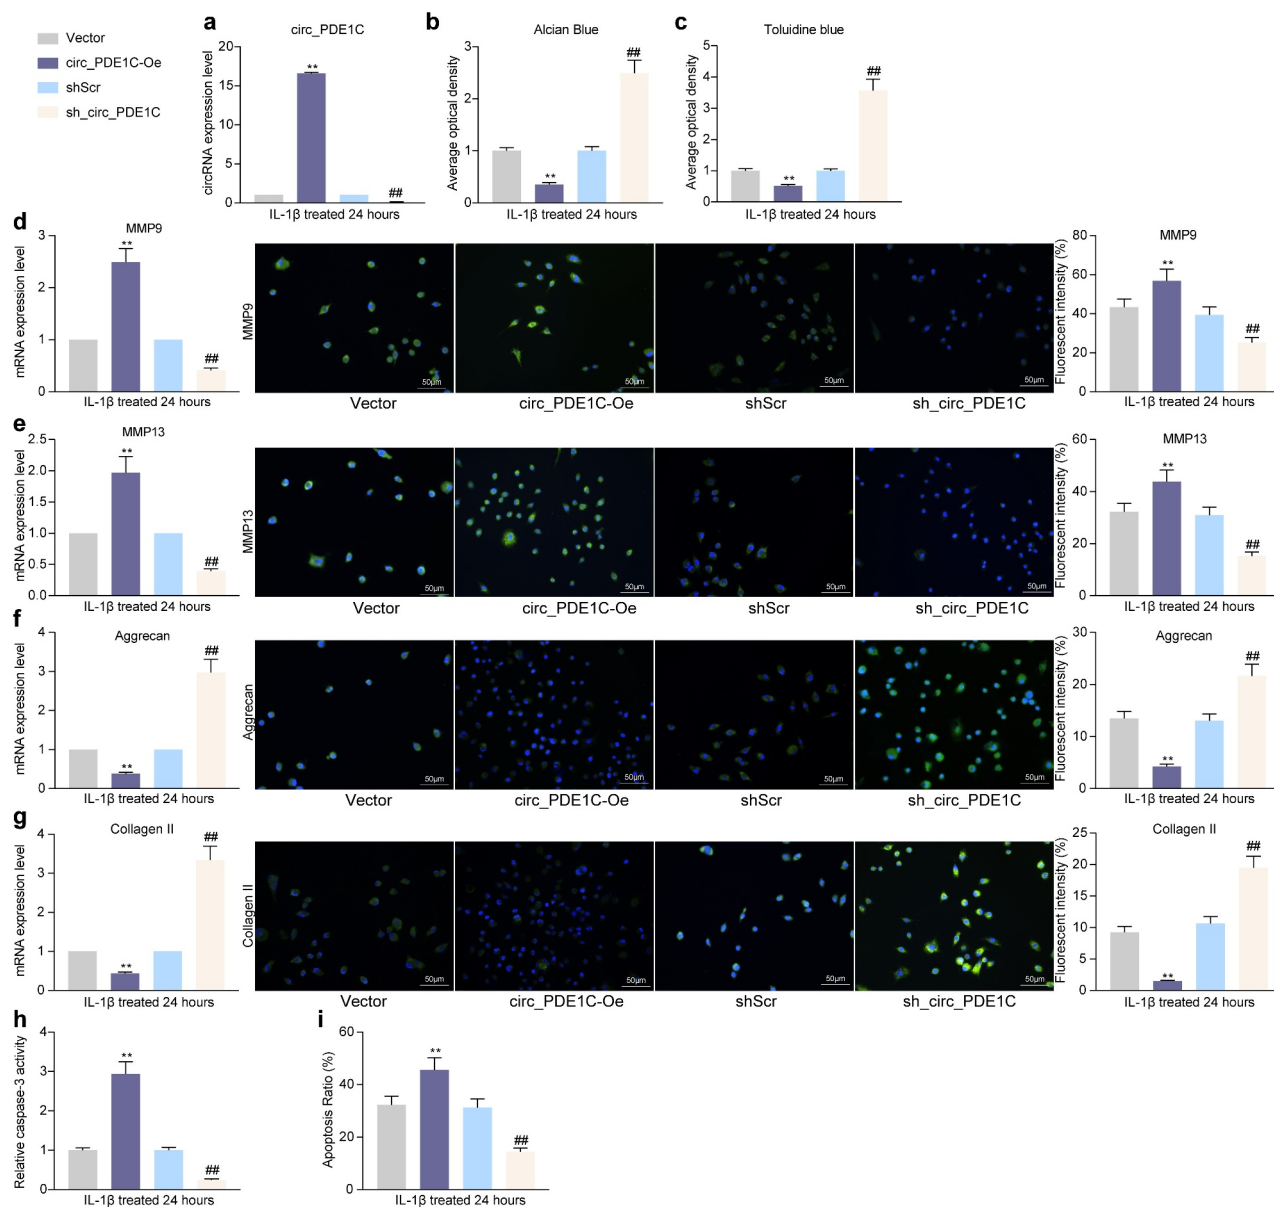 Vector
circ_PDE1C-Oe
shScr
sh_circ_PDE1C
a
circ_PDE1C
circRNA expression level
20
15
10
5
0
**
##
IL-1β treated 24 hours
b
Alcian Blue
Average optical density
3
2
1
0
**
##
IL-1β treated 24 hours
c
Toluidine blue
Average optical density
5
4
3
2
1
0
**
##
IL-1β treated 24 hours
d
MMP9
mRNA expression level
3
2
1
0
**
##
IL-1β treated 24 hours
MMP9
50μm
50μm
50μm
50μm
Vector
circ_PDE1C-Oe
shScr
sh_circ_PDE1C
MMP9
Fluorescent intensity (%)
80
60
40
20
0
**
##
IL-1β treated 24 hours
e
MMP13
mRNA expression level
2.5
2.0
1.5
1.0
0.5
0.0
**
##
IL-1β treated 24 hours
MMP13
50μm
50μm
50μm
50μm
Vector
circ_PDE1C-Oe
shScr
sh_circ_PDE1C
MMP13
Fluorescent intensity (%)
60
40
20
0
**
##
IL-1β treated 24 hours
f
Aggrecan
mRNA expression level
4
3
2
1
0
**
##
IL-1β treated 24 hours
Aggrecan
50μm
50μm
50μm
50μm
Vector
circ_PDE1C-Oe
shScr
sh_circ_PDE1C
Aggrecan
Fluorescent intensity (%)
30
20
10
0
**
##
IL-1β treated 24 hours
g
Collagen II
mRNA expression level
4
3
2
1
0
**
##
IL-1β treated 24 hours
Collagen II
50μm
50μm
50μm
50μm
Vector
circ_PDE1C-Oe
shScr
sh_circ_PDE1C
Collagen II
Fluorescent intensity (%)
25
20
15
10
5
0
**
##
IL-1β treated 24 hours
h
Relative caspase-3 activity
4
3
2
1
0
**
##
IL-1β treated 24 hours
i
Apoptosis Ratio (%)
60
40
20
0
**
##
IL-1β treated 24 hours